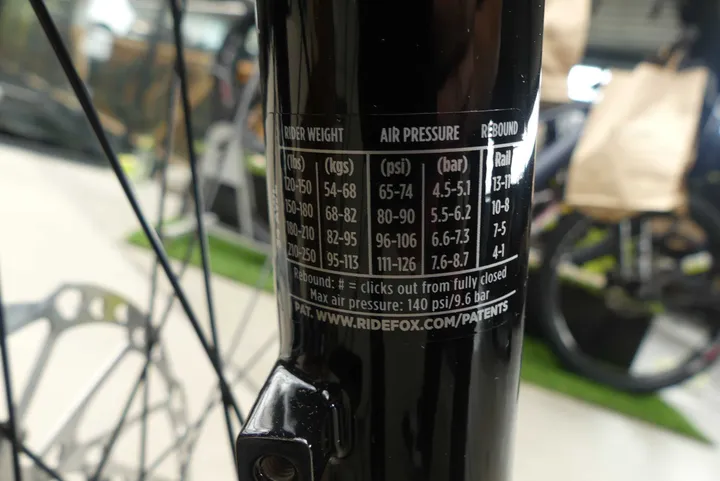 RIDER WEIGHT AIR PRESSURE REBOUND
(lbs) (kgs) (psi) (bar) Rail
120-150 54-68 65-74 4.5-5.1 13-11
150-180 68-82 80-90 5.5-6.2 10-8
180-210 82-95 96-106 6.6-7.3 7-5
210-250 95-113 111-126 7.6-8.7 4-1
Rebound: # = clicks out from fully closed
Max air pressure: 140 psi/9.6 bar
PAT. WWW.RIDEFOX.COM/PATENTS